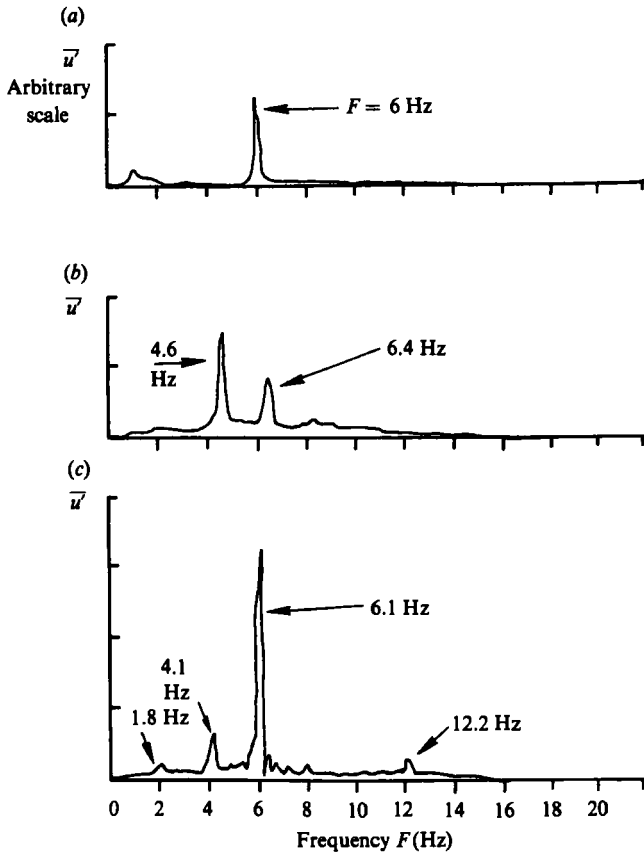 (a)
u̅′
Arbitrary
scale
F = 6 Hz
(b)
u̅′
4.6
Hz
6.4 Hz
(c)
u̅′
6.1 Hz
4.1
Hz
1.8 Hz
12.2 Hz
0 2 4 6 8 10 12 14 16 18 20
Frequency F (Hz)